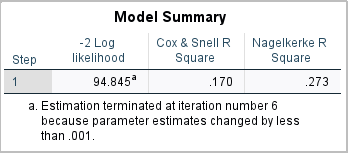 Model Summary
Step -2 Log likelihood Cox & Snell R Square Nagelkerke R Square
1 94.845a .170 .273
a. Estimation terminated at iteration number 6
because parameter estimates changed by less
than .001.